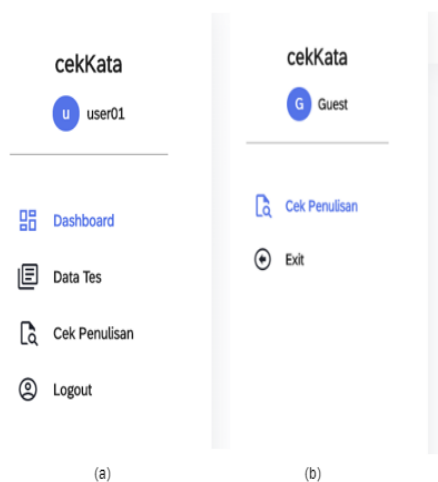 cekKata
u user01
Dashboard
Data Tes
Cek Penulisan
Logout
(a)
cekKata
G Guest
Cek Penulisan
Exit
(b)